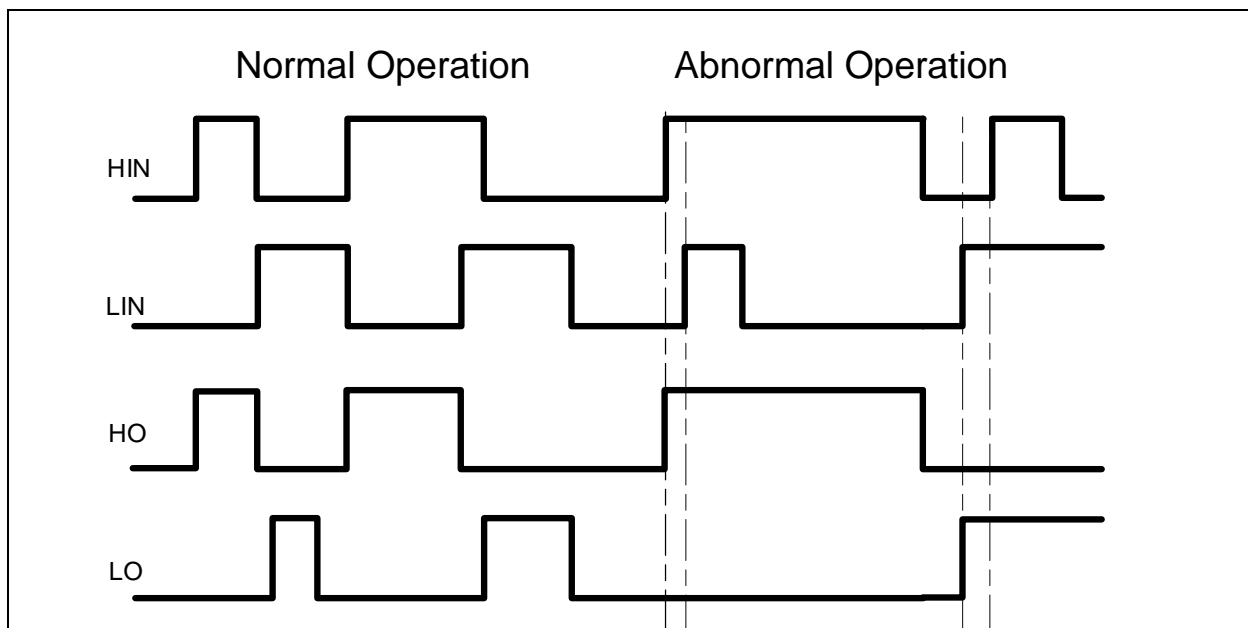 Normal Operation
Abnormal Operation
HIN
LIN
HO
LO